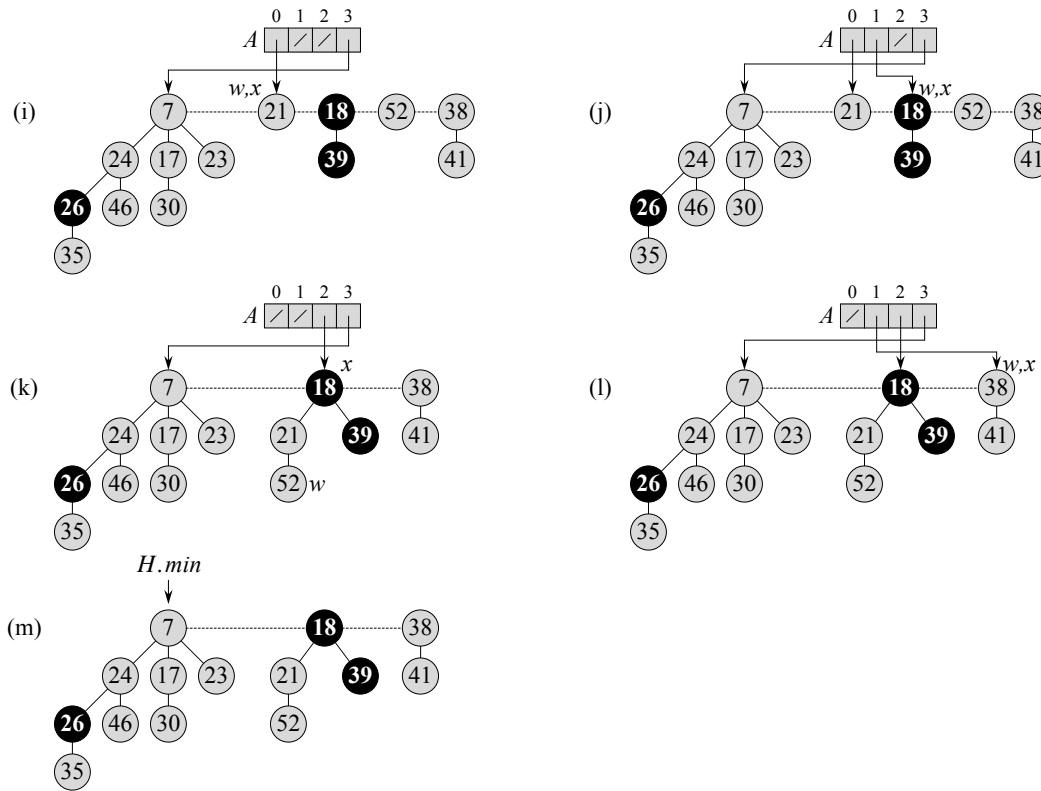 0 1 2 3
A
w,x
(i) 7 21 18 52 38
24 17 23 39 41
26 46 30
35
0 1 2 3
A
w,x
(j) 7 21 18 52 38
24 17 23 39 41
26 46 30
35
0 1 2 3
A
x
(k) 7 18 38
24 17 23 21 39 41
26 46 30 52 w
35
0 1 2 3
A
w,x
(l) 7 18 38
24 17 23 21 39 41
26 46 30 52
35
H.min
(m) 7 18 38
24 17 23 21 39 41
26 46 30 52
35